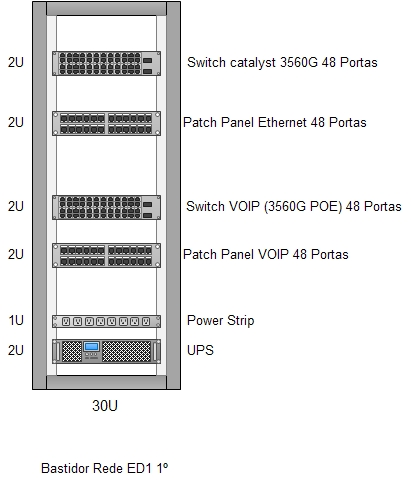 2U Switch catalyst 3560G 48 Portas
2U Patch Panel Ethernet 48 Portas
2U Switch VOIP (3560G POE) 48 Portas
2U Patch Panel VOIP 48 Portas
1U Power Strip
2U UPS
30U
Bastidor Rede ED1 1º